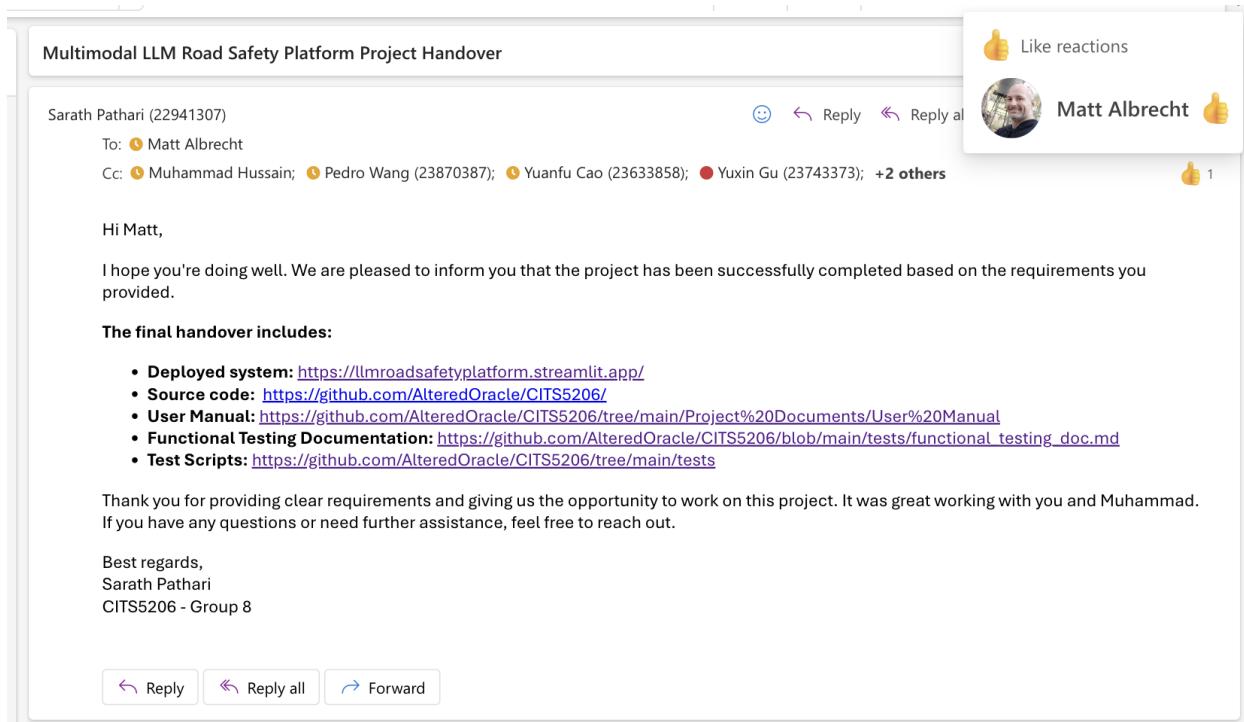 Multimodal LLM Road Safety Platform Project Handover
Like reactions
Matt Albrecht
Sarath Pathari (22941307)
Reply
Reply al
To: Matt Albrecht
Cc: Muhammad Hussain; Pedro Wang (23870387); Yuanfu Cao (23633858); Yuxin Gu (23743373); +2 others
1
Hi Matt,
I hope you're doing well. We are pleased to inform you that the project has been successfully completed based on the requirements you
provided.
The final handover includes:
• Deployed system: https://llmroadsafetyplatform.streamlit.app/
• Source code: https://github.com/AlteredOracle/CITS5206/
• User Manual: https://github.com/AlteredOracle/CITS5206/tree/main/Project%20Documents/User%20Manual
• Functional Testing Documentation: https://github.com/AlteredOracle/CITS5206/blob/main/tests/functional_testing_doc.md
• Test Scripts: https://github.com/AlteredOracle/CITS5206/tree/main/tests
Thank you for providing clear requirements and giving us the opportunity to work on this project. It was great working with you and Muhammad.
If you have any questions or need further assistance, feel free to reach out.
Best regards,
Sarath Pathari
CITS5206 - Group 8
Reply
Reply all
Forward